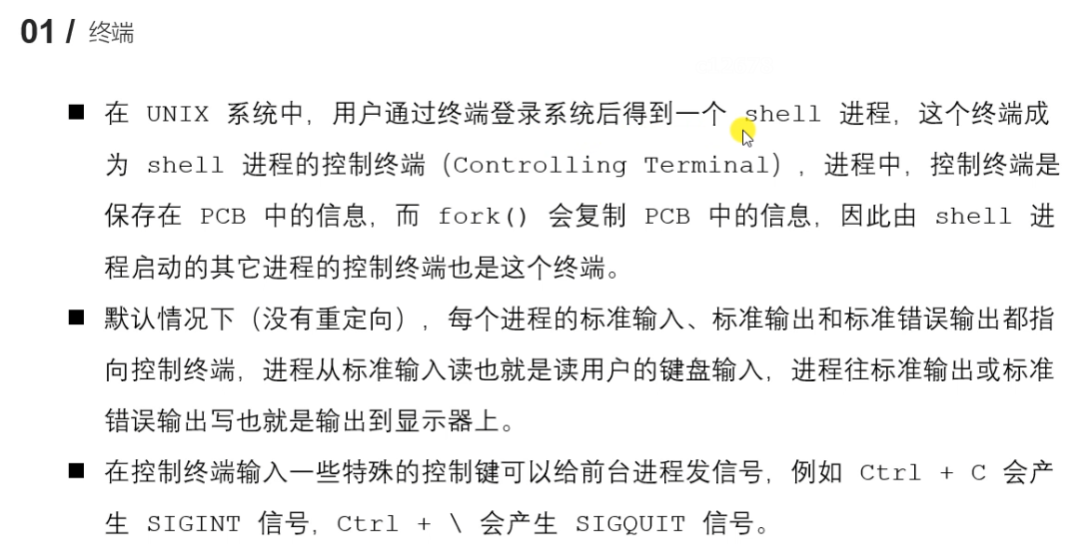 01 / 终端
■ 在 UNIX 系统中，用户通过终端登录系统后得到一个 shell 进程，这个终端成
为 shell 进程的控制终端（Controlling Terminal），进程中，控制终端是
保存在 PCB 中的信息，而 fork() 会复制 PCB 中的信息，因此由 shell 进
程启动的其它进程的控制终端也是这个终端。
■ 默认情况下（没有重定向），每个进程的标准输入、标准输出和标准错误输出都指
向控制终端，进程从标准输入读也就是读用户的键盘输入，进程往标准输出或标准
错误输出写也就是输出到显示器上。
■ 在控制终端输入一些特殊的控制键可以给前台进程发信号，例如 Ctrl + C 会产
生 SIGINT 信号，Ctrl + \ 会产生 SIGQUIT 信号。